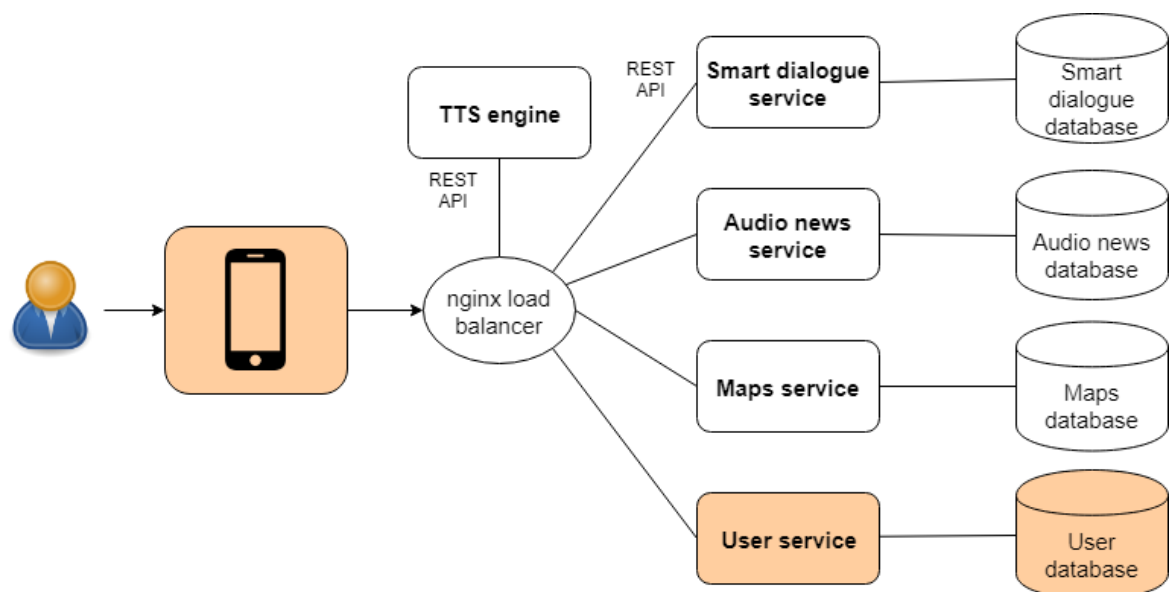 TTS engine
REST
API
nginx load
balancer
REST
API
Smart dialogue
service
Smart
dialogue
database
Audio news
service
Audio news
database
Maps service
Maps
database
User service
User
database